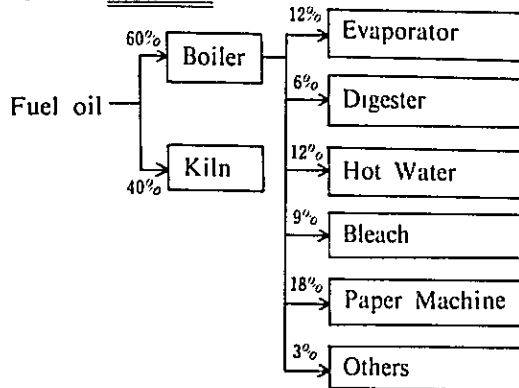 12%
Evaporator
60%
Boiler
6%
Digester
Fuel oil
12%
Hot Water
Kiln
40%
9%
Bleach
18%
Paper Machine
3%
Others